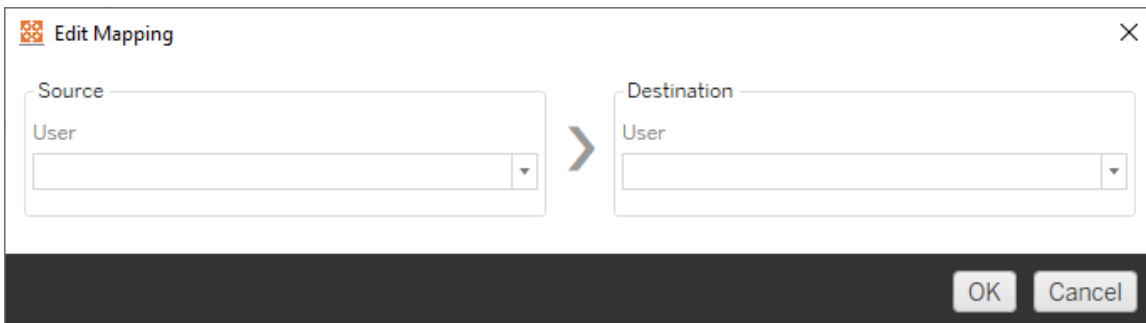 Edit Mapping
Source
User
Destination
User
OK
Cancel